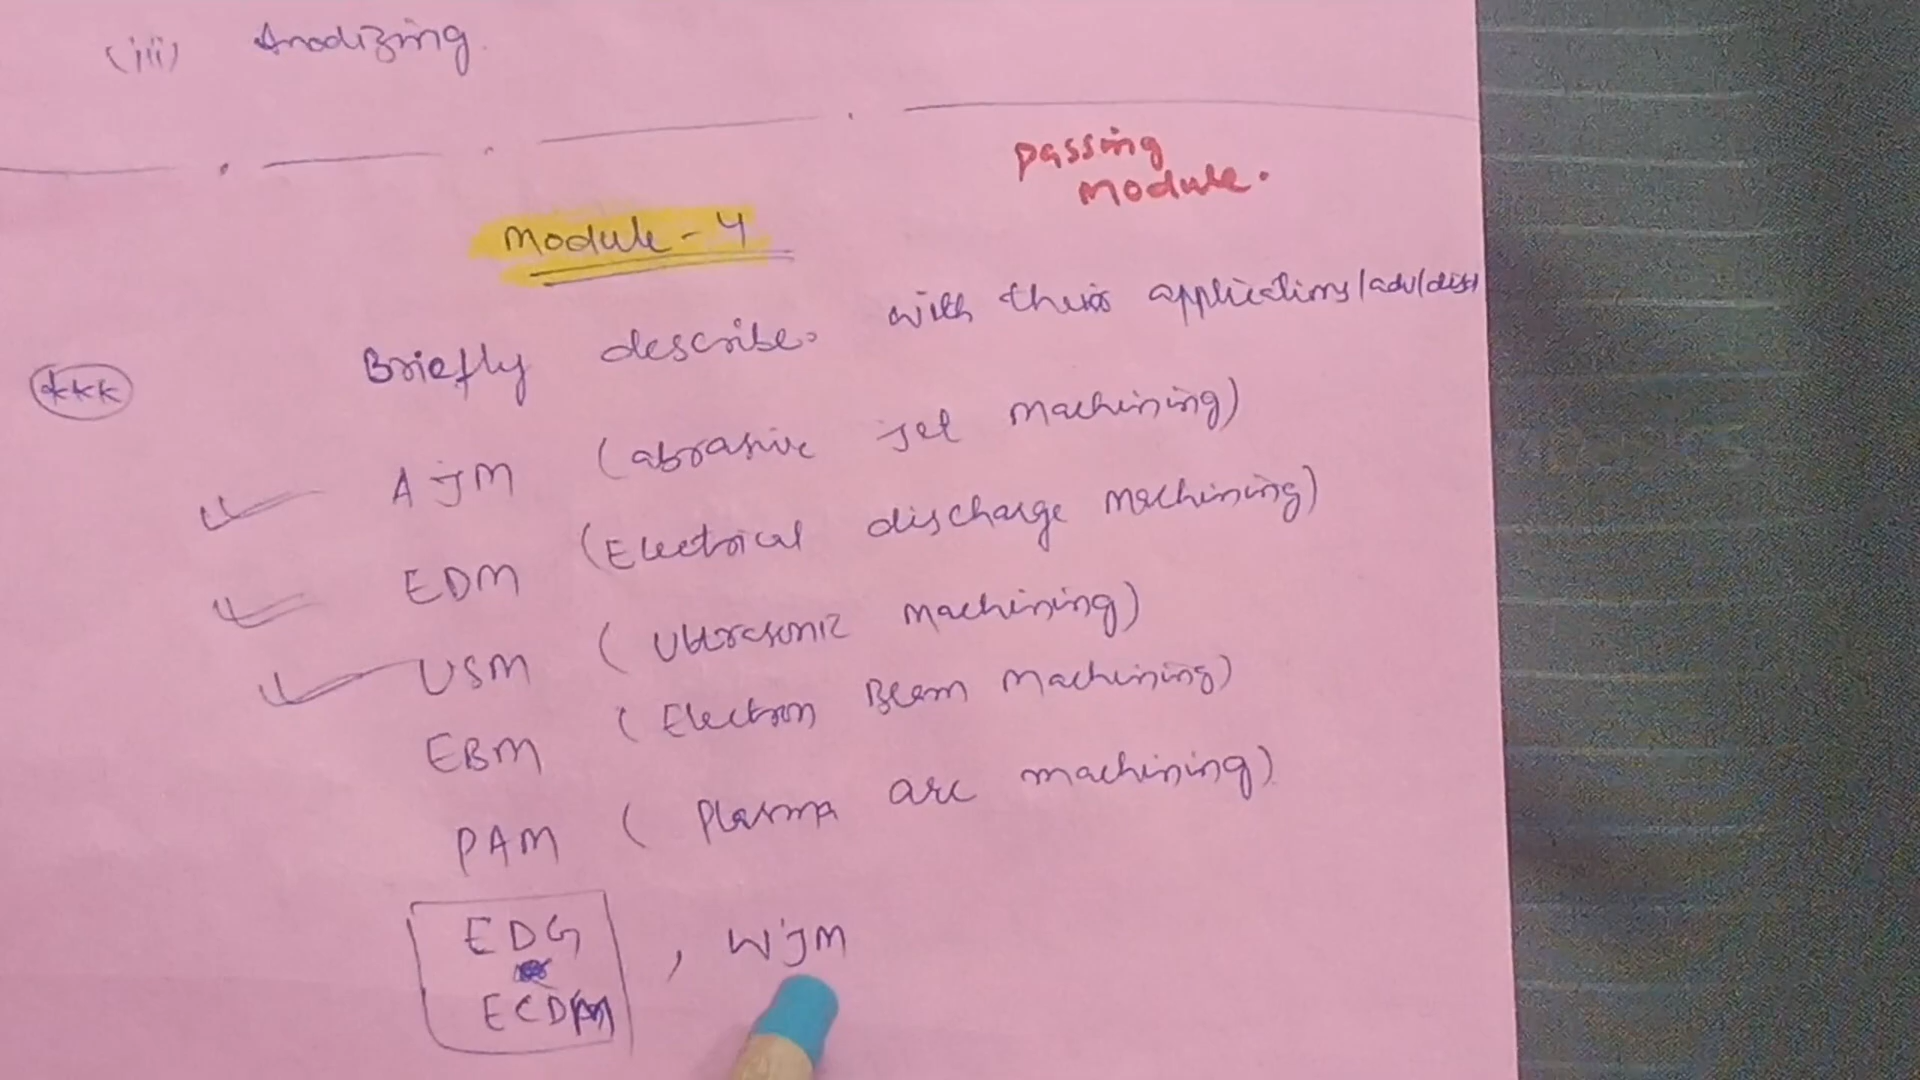 (iii) Anodizing.
passing
module.
Module - 4
Briefly describe with their applications/adv/dis
*** 
AJM (abrasive jet machining)
EDM (Electrical discharge machining)
USM (Ultrasonic machining)
EBM (Electron Beam machining)
PAM (Plasma arc machining)
EDG, WJM
ECDM